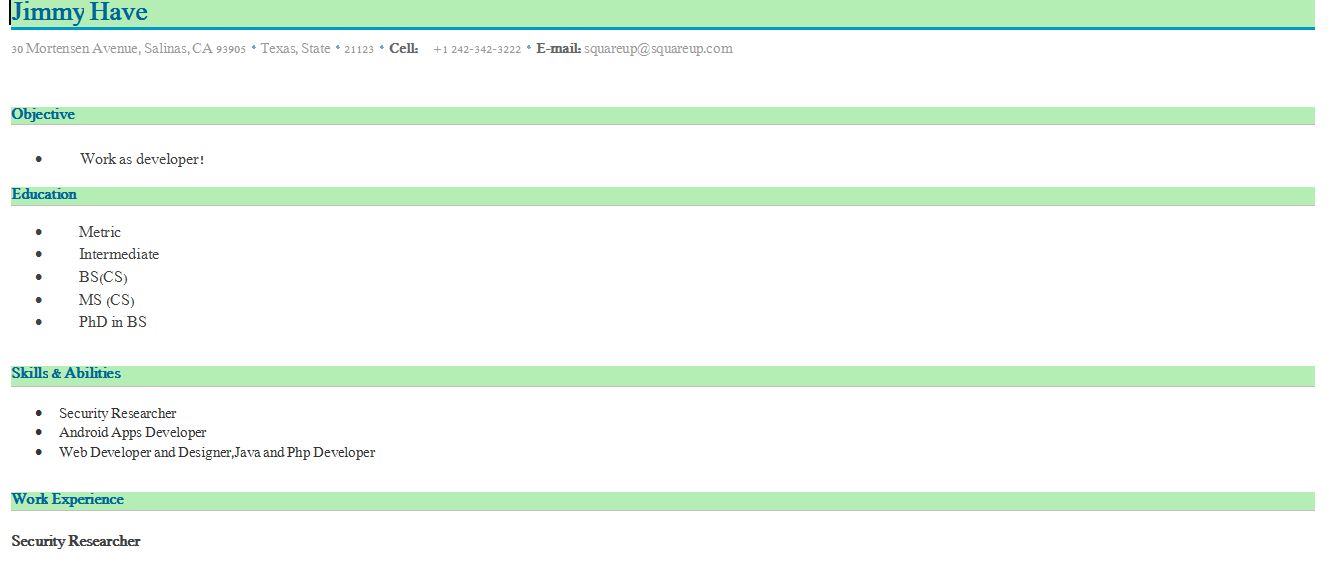 Jimmy Have
30 Mortensen Avenue, Salinas, CA 93905 * Texas, State * 21123 * Cell: +1 242-342-3222 * E-mail: squareup@squareup.com
Objective
• Work as developer!
Education
• Metric
• Intermediate
• BS(CS)
• MS (CS)
• PhD in BS
Skills & Abilities
• Security Researcher
• Android Apps Developer
• Web Developer and Designer,Java and Php Developer
Work Experience
Security Researcher